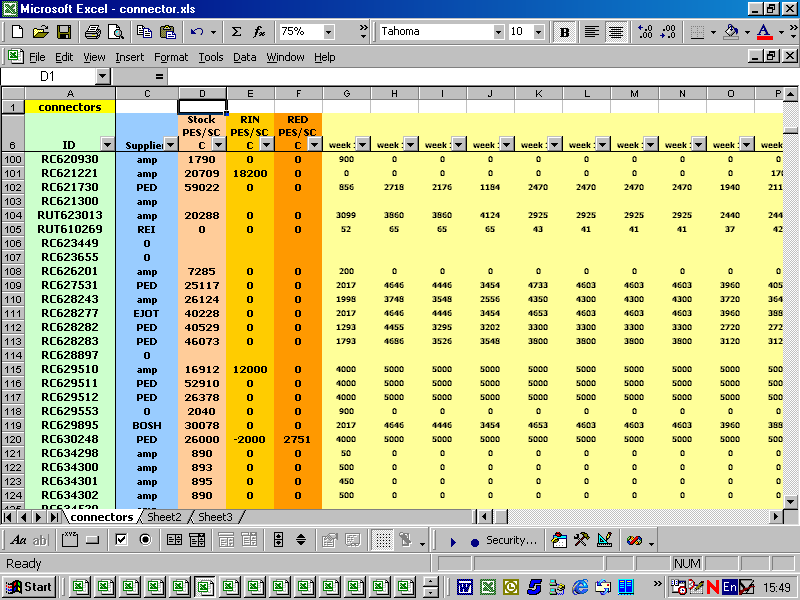 Microsoft Excel - connector.xls
75% Tahoma 10 B
File Edit View Insert Format Tools Data Window Help
D1 =
A C D E F G H I J K L M N O P
1 connectors
6 ID Supplier Stock PES/SC C RIN PES/SC C RED PES/SC C week week week week week week week week week week
100 RC620930 amp 1790 0 0 900 0 0 0 0 0 0 0 0
101 RC621221 amp 20709 18200 0 0 0 0 0 0 0 0 0 0
102 RC621730 PED 59022 0 0 856 2718 2176 1184 2470 2470 2470 2470 1940
103 RC621300 amp
104 RUT623013 amp 20288 0 0 3099 3860 3860 4124 2925 2925 2925 2925 2440
105 RUT610269 REI 0 0 0 52 65 65 65 43 41 41 41 37 42
106 RC623449 0
107 RC623655 0
108 RC626201 amp 7285 0 0 200 0 0 0 0 0 0 0 0 0
109 RC627531 PED 25117 0 0 2017 4646 4446 3454 4733 4603 4603 4603 3960
110 RC628243 amp 26124 0 0 1998 3748 3548 2556 4350 4300 4300 4300 3720
111 RC628277 EJOT 40228 0 0 2017 4646 4446 3454 4653 4603 4603 4603 3960
112 RC628282 PED 40529 0 0 1293 4455 3295 3202 3300 3300 3300 3300 2720
113 RC628283 PED 46073 0 0 1793 4686 3526 3548 3800 3800 3800 3800 3120
114 RC628897 0
115 RC629510 amp 16912 12000 0 4000 5000 5000 5000 5000 5000 5000 5000 5000
116 RC629511 PED 52910 0 0 4000 5000 5000 5000 5000 5000 5000 5000 5000
117 RC629512 PED 26378 0 0 4000 5000 5000 5000 5000 5000 5000 5000 5000
118 RC629553 0 2040 0 0 900 0 0 0 0 0 0 0 0 0
119 RC629895 BOSH 30078 0 0 2017 4646 4446 3454 4653 4603 4603 4603 3960
120 RC630248 PED 26000 -2000 2751 4000 5000 5000 5000 5000 5000 5000 5000 5000
121 RC634298 amp 890 0 0 50 0 0 0 0 0 0 0 0 0
122 RC634300 amp 893 0 0 500 0 0 0 0 0 0 0 0 0
123 RC634301 amp 895 0 0 450 0 0 0 0 0 0 0 0 0
124 RC634302 amp 890 0 0 500 0 0 0 0 0 0 0 0 0
connectors Sheet2 Sheet3
Aa ab| xyz Security...
Ready NUM
Start En 15:49